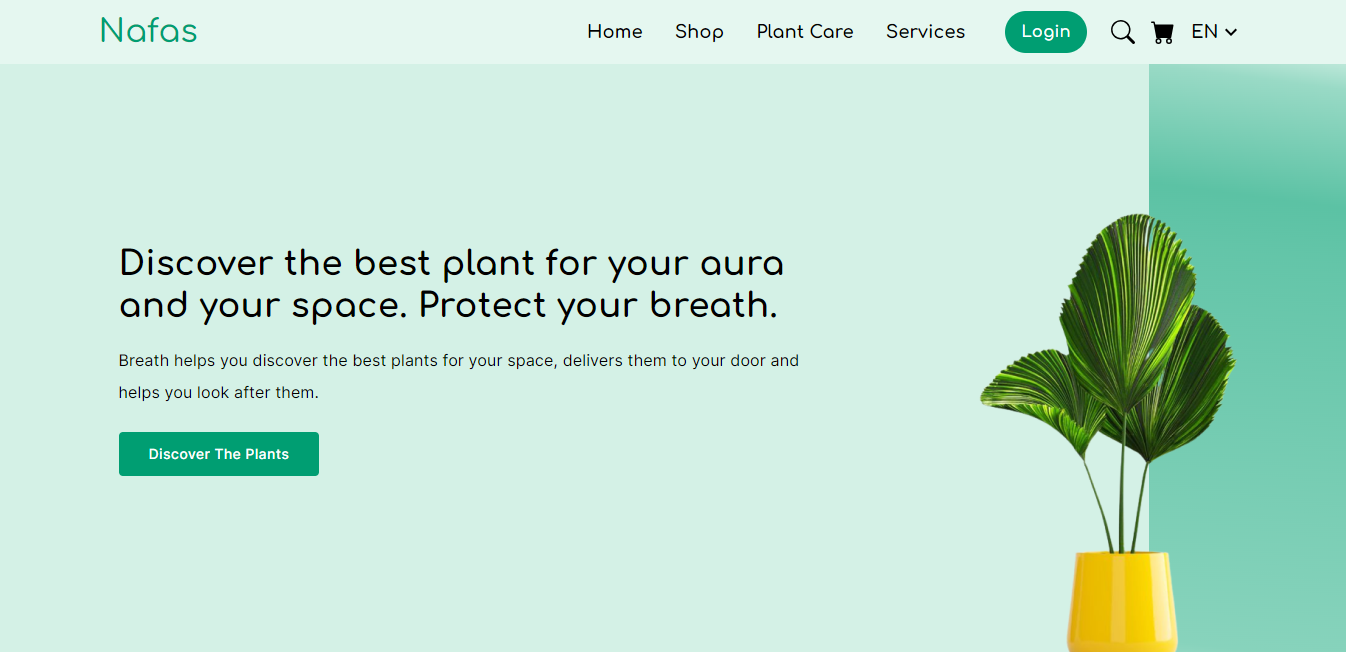 Nafas
Home Shop Plant Care Services Login EN
Discover the best plant for your aura
and your space. Protect your breath.
Breath helps you discover the best plants for your space, delivers them to your door and
helps you look after them.
Discover The Plants